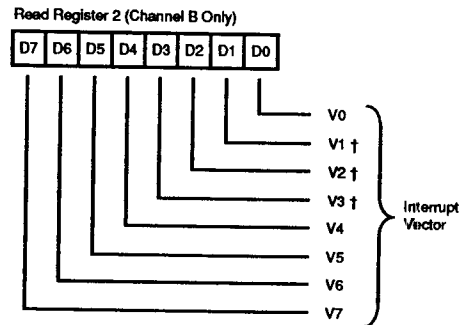 Read Register 2 (Channel B Only)
D7 D6 D5 D4 D3 D2 D1 D0
V0
V1 †
V2 †
V3 †
V4
V5
V6
V7
Interrupt
Vector